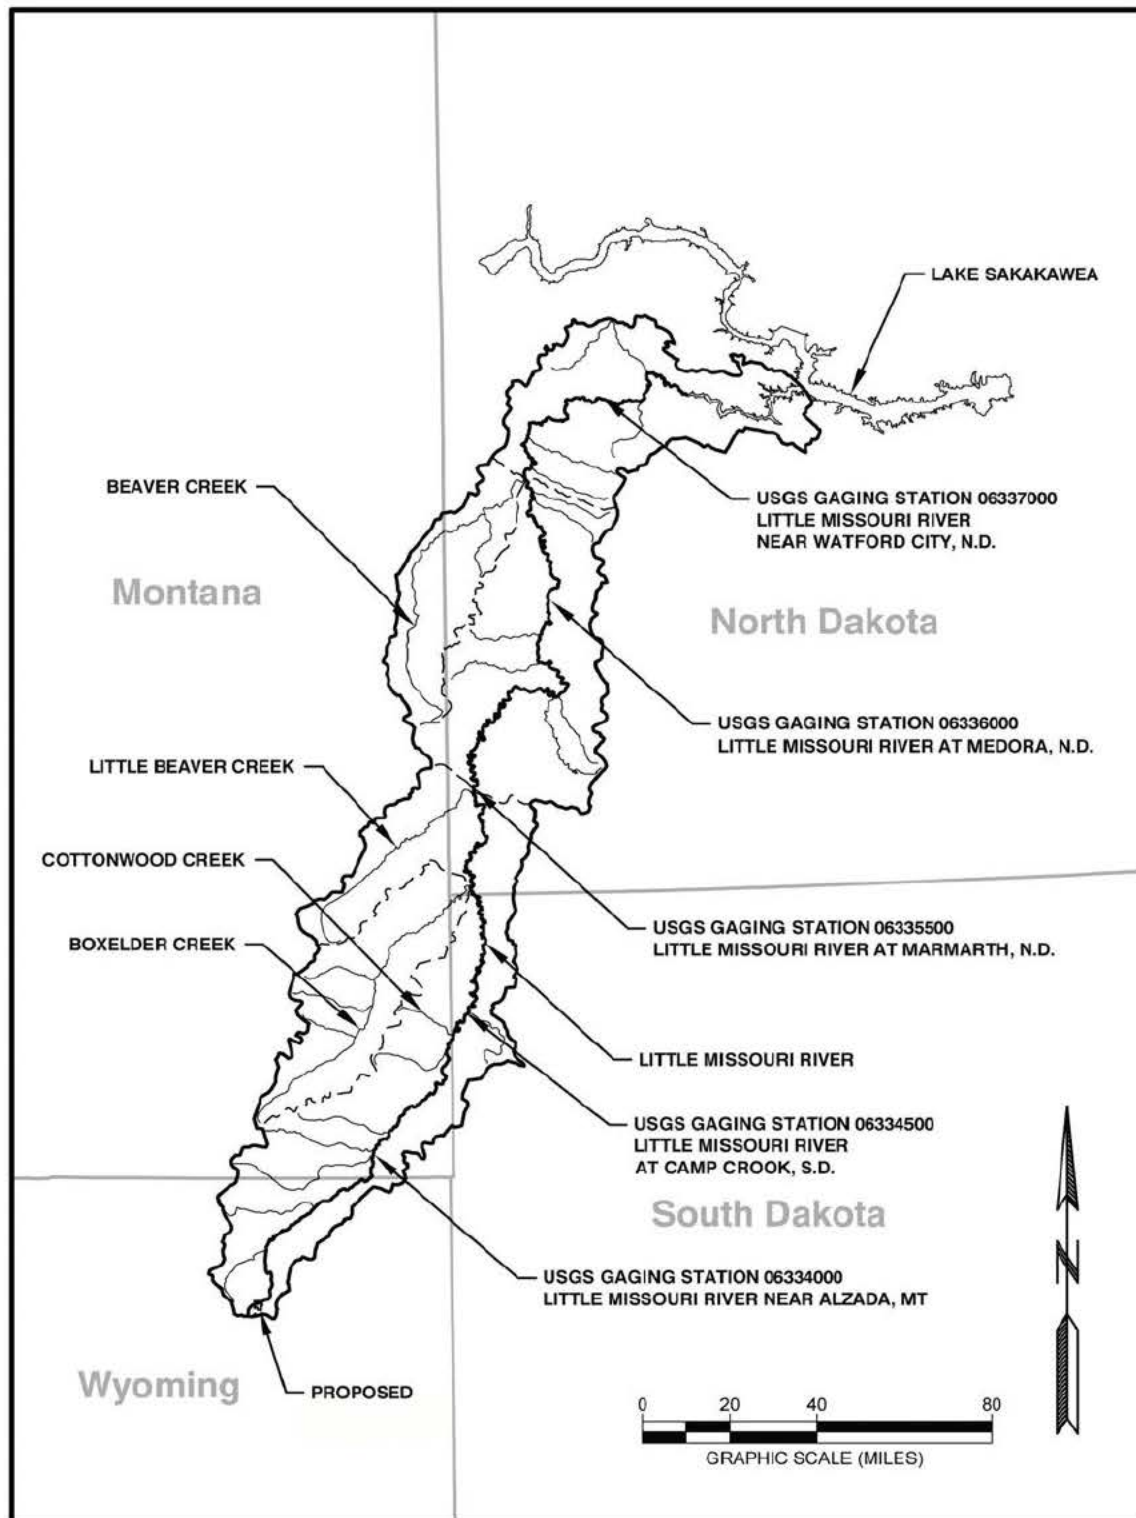 LAKE SAKAKAWEA
BEAVER CREEK
USGS GAGING STATION 06337000
LITTLE MISSOURI RIVER
NEAR WATFORD CITY, N.D.
Montana
North Dakota
USGS GAGING STATION 06336000
LITTLE MISSOURI RIVER AT MEDORA, N.D.
LITTLE BEAVER CREEK
COTTONWOOD CREEK
USGS GAGING STATION 06335500
LITTLE MISSOURI RIVER AT MARMARTH, N.D.
BOXELDER CREEK
LITTLE MISSOURI RIVER
USGS GAGING STATION 06334500
LITTLE MISSOURI RIVER
AT CAMP CROOK, S.D.
South Dakota
USGS GAGING STATION 06334000
LITTLE MISSOURI RIVER NEAR ALZADA, MT
Wyoming
PROPOSED
N
0 20 40 80
GRAPHIC SCALE (MILES)